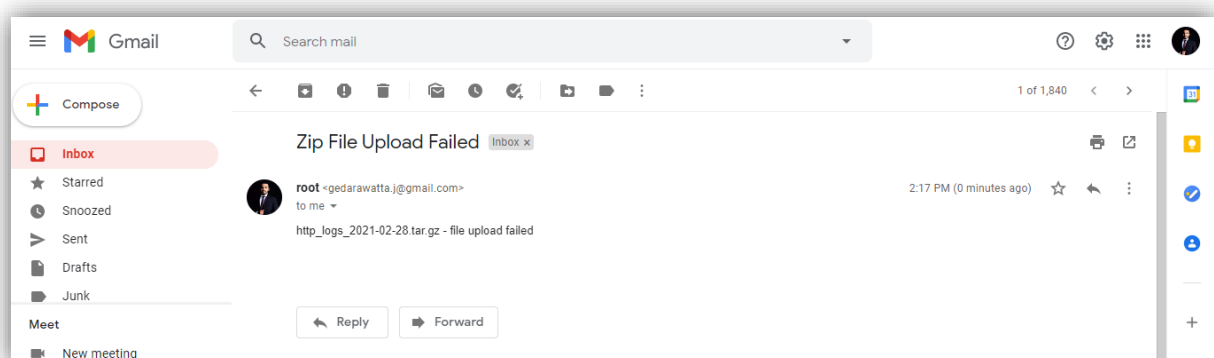 Gmail
Search mail
Compose
1 of 1,840
Inbox
Starred
Snoozed
Sent
Drafts
Junk
Meet
New meeting
Zip File Upload Failed Inbox x
root <gedarawatta.j@gmail.com> 2:17 PM (0 minutes ago)
to me
http_logs_2021-02-28.tar.gz - file upload failed
Reply Forward
31